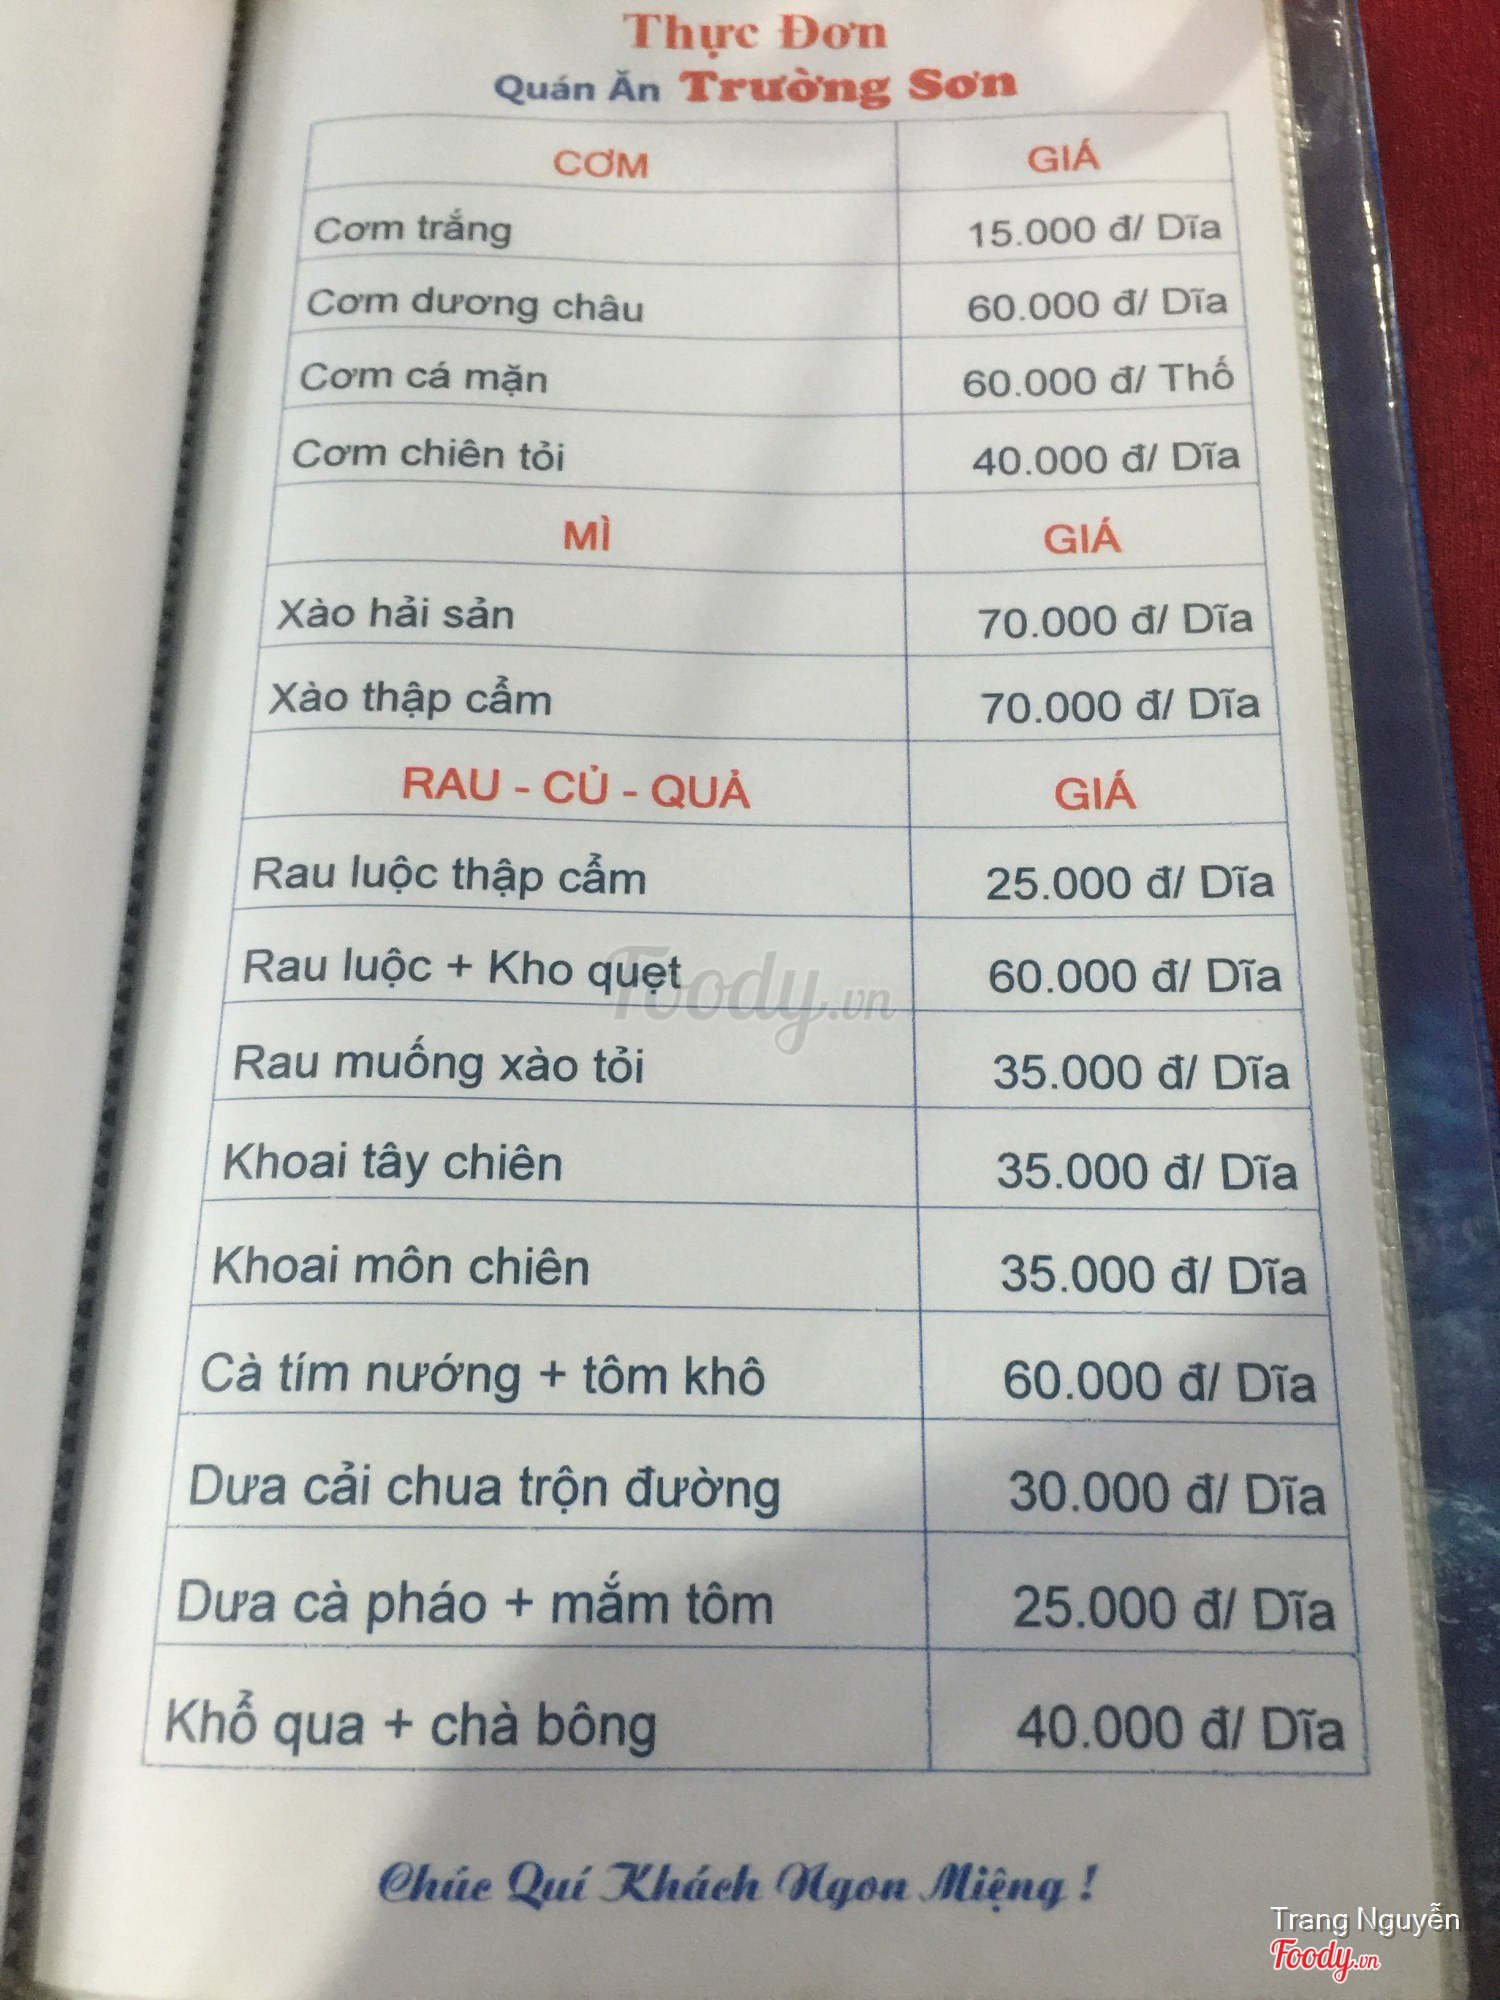 Thực Đơn
Quán Ăn Trường Sơn
CƠM GIÁ
Cơm trắng 15.000 đ/ Dĩa
Cơm dương châu 60.000 đ/ Dĩa
Cơm cá mặn 60.000 đ/ Thố
Cơm chiên tỏi 40.000 đ/ Dĩa
MÌ GIÁ
Xào hải sản 70.000 đ/ Dĩa
Xào thập cẩm 70.000 đ/ Dĩa
RAU - CỦ - QUẢ GIÁ
Rau luộc thập cẩm 25.000 đ/ Dĩa
Rau luộc + Kho quẹt 60.000 đ/ Dĩa
Foody.vn
Rau muống xào tỏi 35.000 đ/ Dĩa
Khoai tây chiên 35.000 đ/ Dĩa
Khoai môn chiên 35.000 đ/ Dĩa
Cà tím nướng + tôm khô 60.000 đ/ Dĩa
Dưa cải chua trộn đường 30.000 đ/ Dĩa
Dưa cà pháo + mắm tôm 25.000 đ/ Dĩa
Khổ qua + chà bông 40.000 đ/ Dĩa
Chúc Quí Khách Ngon Miệng !
Trang Nguyễn
Foody.vn